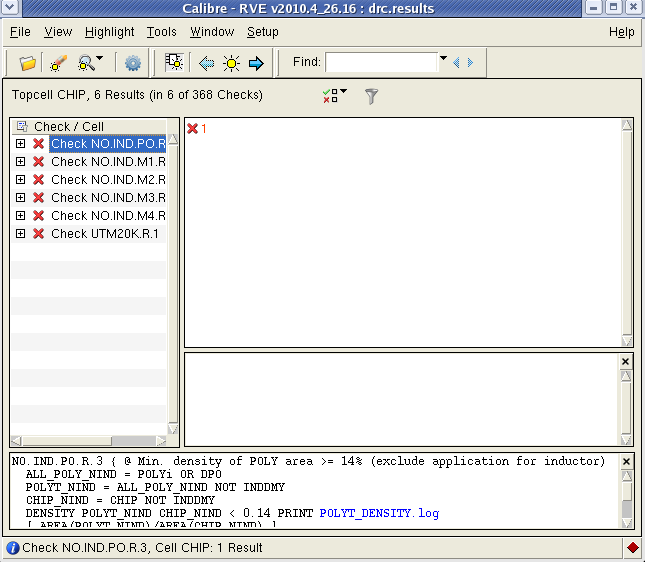 Calibre - RVE v2010.4_26.16 : drc.results
File View Highlight Tools Window Setup Help
Find:
Topcell CHIP, 6 Results (in 6 of 368 Checks)
Check / Cell
Check NO.IND.PO.R
Check NO.IND.M1.R
Check NO.IND.M2.R
Check NO.IND.M3.R
Check NO.IND.M4.R
Check UTM20K.R.1
1
NO.IND.PO.R.3 { @ Min. density of POLY area >= 14% (exclude application for inductor)
ALL_POLY_NIND = POLYi OR DPO
POLYT_NIND = ALL_POLY_NIND NOT INDDMY
CHIP_NIND = CHIP NOT INDDMY
DENSITY POLYT_NIND CHIP_NIND < 0.14 PRINT POLYT_DENSITY.log
[ AREA(POLYT_NIND)/AREA(CHIP_NIND) ]
Check NO.IND.PO.R.3, Cell CHIP: 1 Result